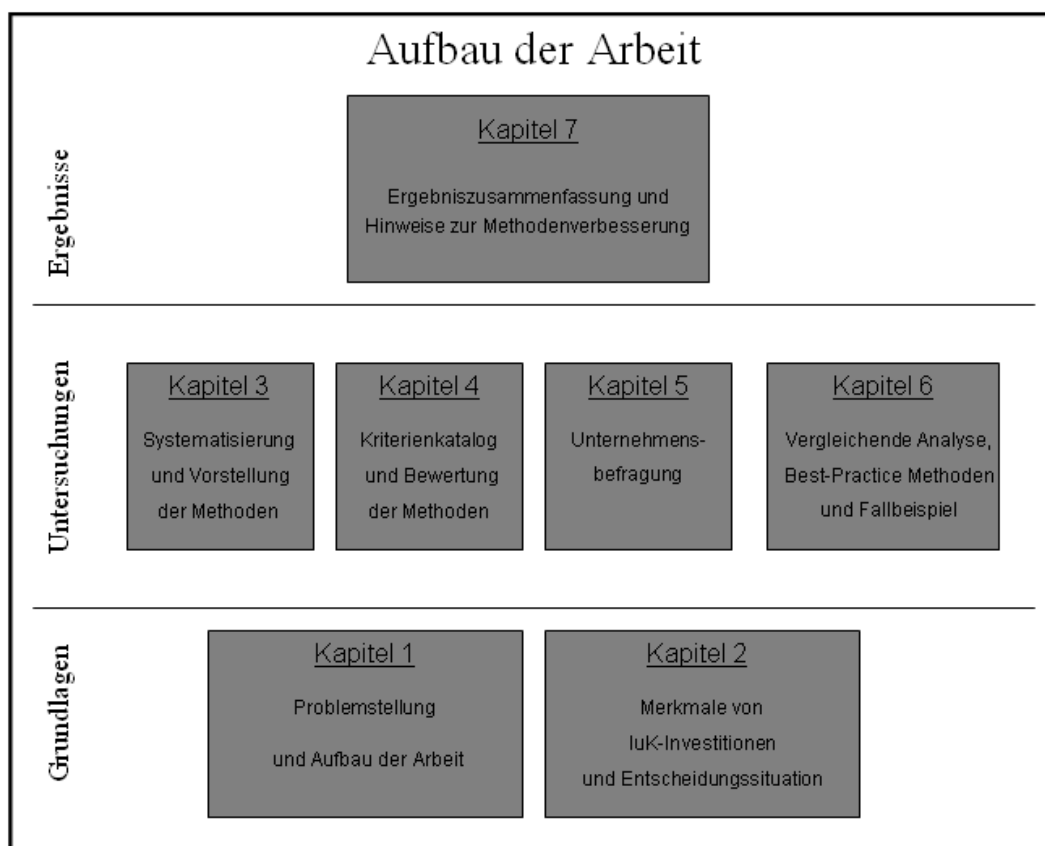 Aufbau der Arbeit
Ergebnisse
Kapitel 7
Ergebniszusammenfassung und
Hinweise zur Methodenverbesserung
Untersuchungen
Kapitel 3
Systematisierung
und Vorstellung
der Methoden
Kapitel 4
Kriterienkatalog
und Bewertung
der Methoden
Kapitel 5
Unternehmens-
befragung
Kapitel 6
Vergleichende Analyse,
Best-Practice Methoden
und Fallbeispiel
Grundlagen
Kapitel 1
Problemstellung
und Aufbau der Arbeit
Kapitel 2
Merkmale von
IuK-Investitionen
und Entscheidungssituation